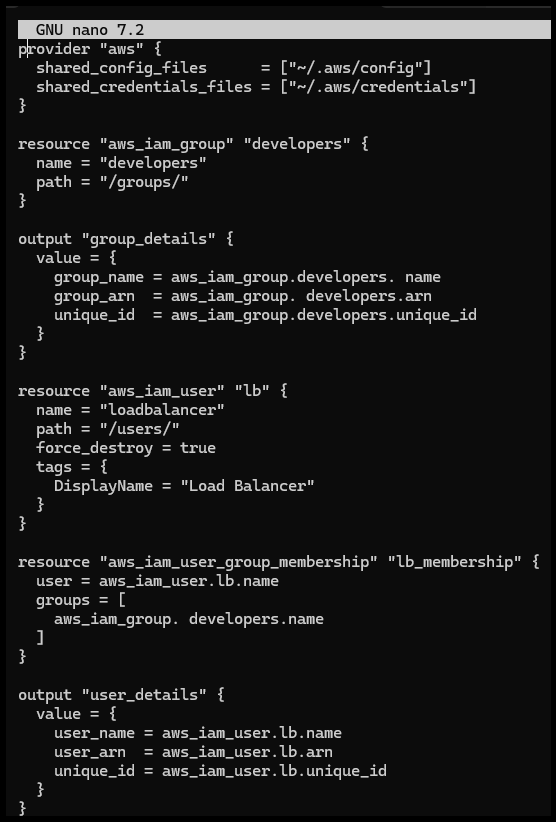 GNU nano 7.2
provider "aws" {
  shared_config_files      = ["~/.aws/config"]
  shared_credentials_files = ["~/.aws/credentials"]
}

resource "aws_iam_group" "developers" {
  name = "developers"
  path = "/groups/"
}

output "group_details" {
  value = {
    group_name = aws_iam_group.developers. name
    group_arn  = aws_iam_group. developers.arn
    unique_id  = aws_iam_group.developers.unique_id
  }
}

resource "aws_iam_user" "lb" {
  name = "loadbalancer"
  path = "/users/"
  force_destroy = true
  tags = {
    DisplayName = "Load Balancer"
  }
}

resource "aws_iam_user_group_membership" "lb_membership" {
  user = aws_iam_user.lb.name
  groups = [
    aws_iam_group. developers.name
  ]
}

output "user_details" {
  value = {
    user_name = aws_iam_user.lb.name
    user_arn  = aws_iam_user.lb.arn
    unique_id = aws_iam_user.lb.unique_id
  }
}